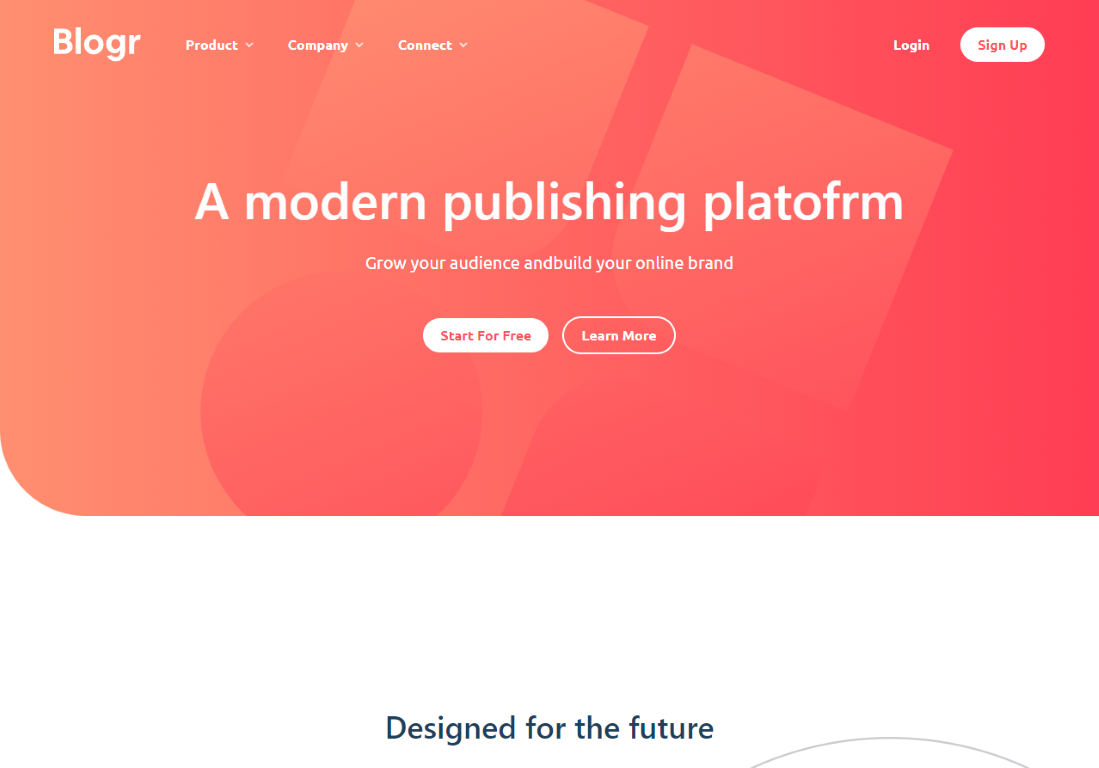 Blogr Product Company Connect Login Sign Up
A modern publishing platofrm
Grow your audience andbuild your online brand
Start For Free Learn More
Designed for the future